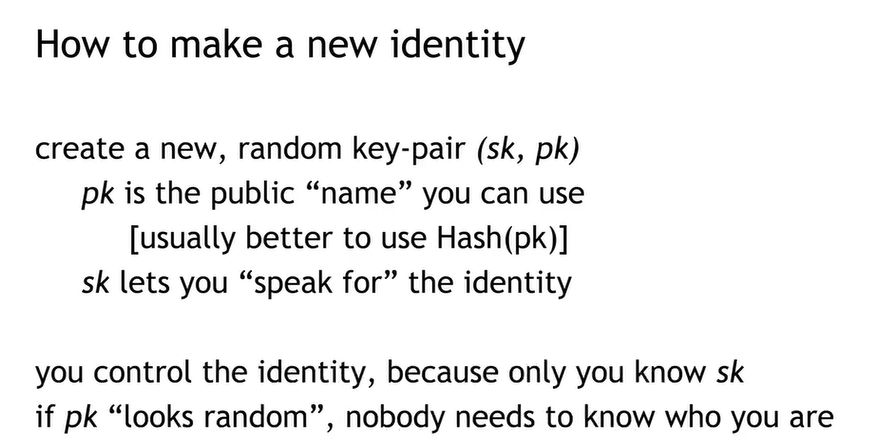 How to make a new identity
create a new, random key-pair (sk, pk)
pk is the public “name” you can use
[usually better to use Hash(pk)]
sk lets you “speak for” the identity
you control the identity, because only you know sk
if pk “looks random”, nobody needs to know who you are